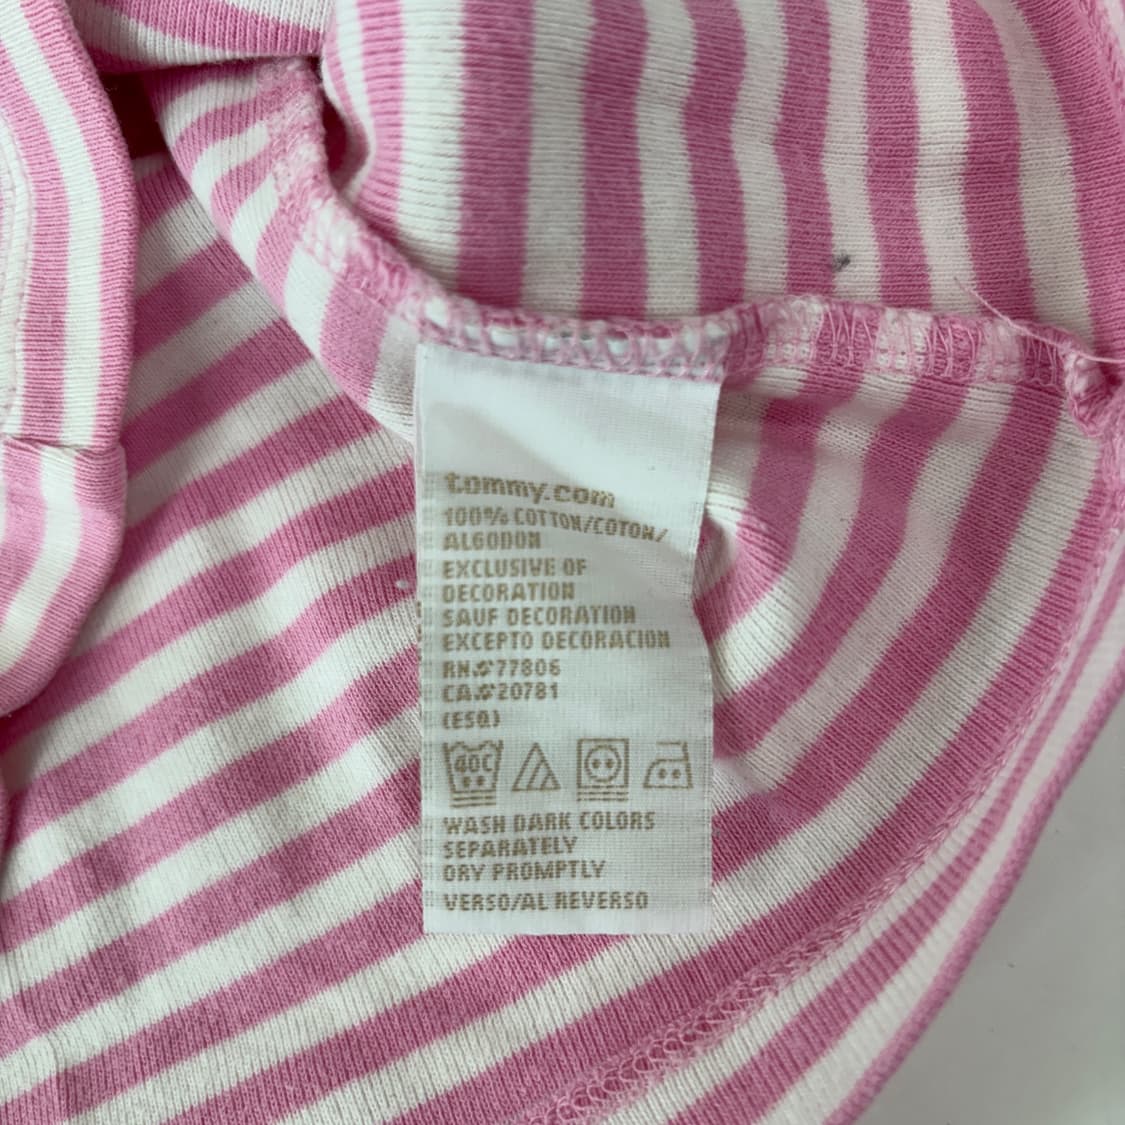 tommy.com
100% COTTON/COTON/
ALGODON
EXCLUSIVE OF
DECORATION
SAUF DECORATION
EXCEPTO DECORACION
RN#77806
CA#20781
(ESQ)
40C
WASH DARK COLORS
SEPARATELY
DRY PROMPTLY
VERSO/AL REVERSO